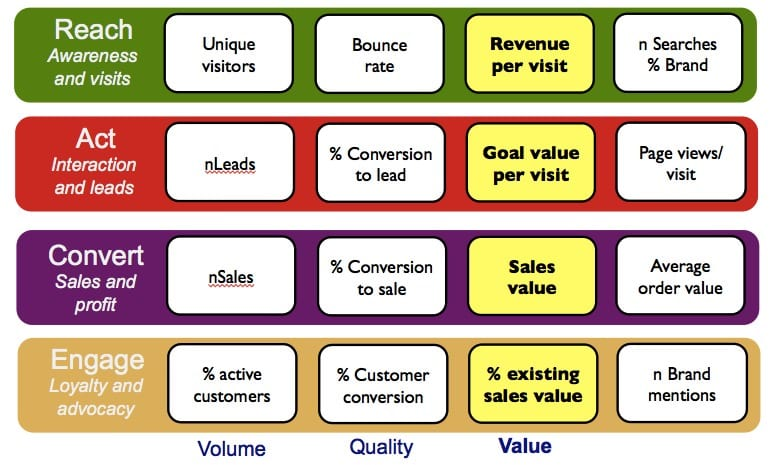 Reach
Awareness
and visits
Unique
visitors
Bounce
rate
Revenue
per visit
n Searches
% Brand
Act
Interaction
and leads
nLeads
% Conversion
to lead
Goal value
per visit
Page views/
visit
Convert
Sales and
profit
nSales
% Conversion
to sale
Sales
value
Average
order value
Engage
Loyalty and
advocacy
% active
customers
% Customer
conversion
% existing
sales value
n Brand
mentions
Volume
Quality
Value